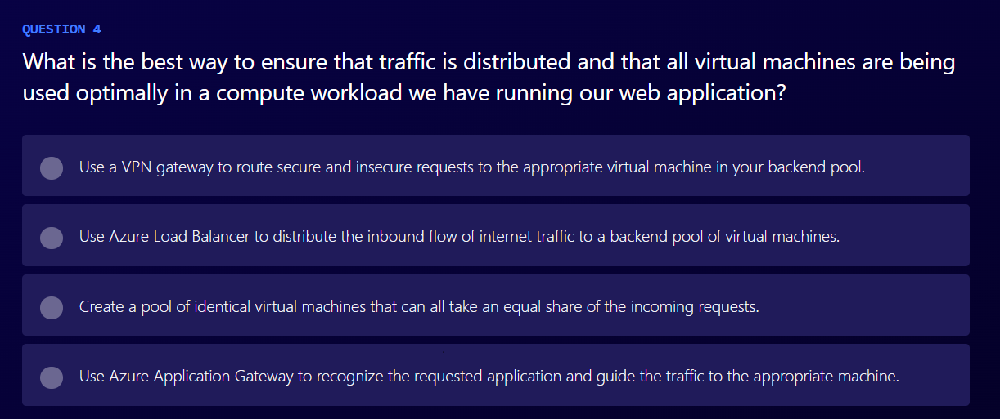 QUESTION 4
What is the best way to ensure that traffic is distributed and that all virtual machines are being
used optimally in a compute workload we have running our web application?
Use a VPN gateway to route secure and insecure requests to the appropriate virtual machine in your backend pool.
Use Azure Load Balancer to distribute the inbound flow of internet traffic to a backend pool of virtual machines.
Create a pool of identical virtual machines that can all take an equal share of the incoming requests.
Use Azure Application Gateway to recognize the requested application and guide the traffic to the appropriate machine.